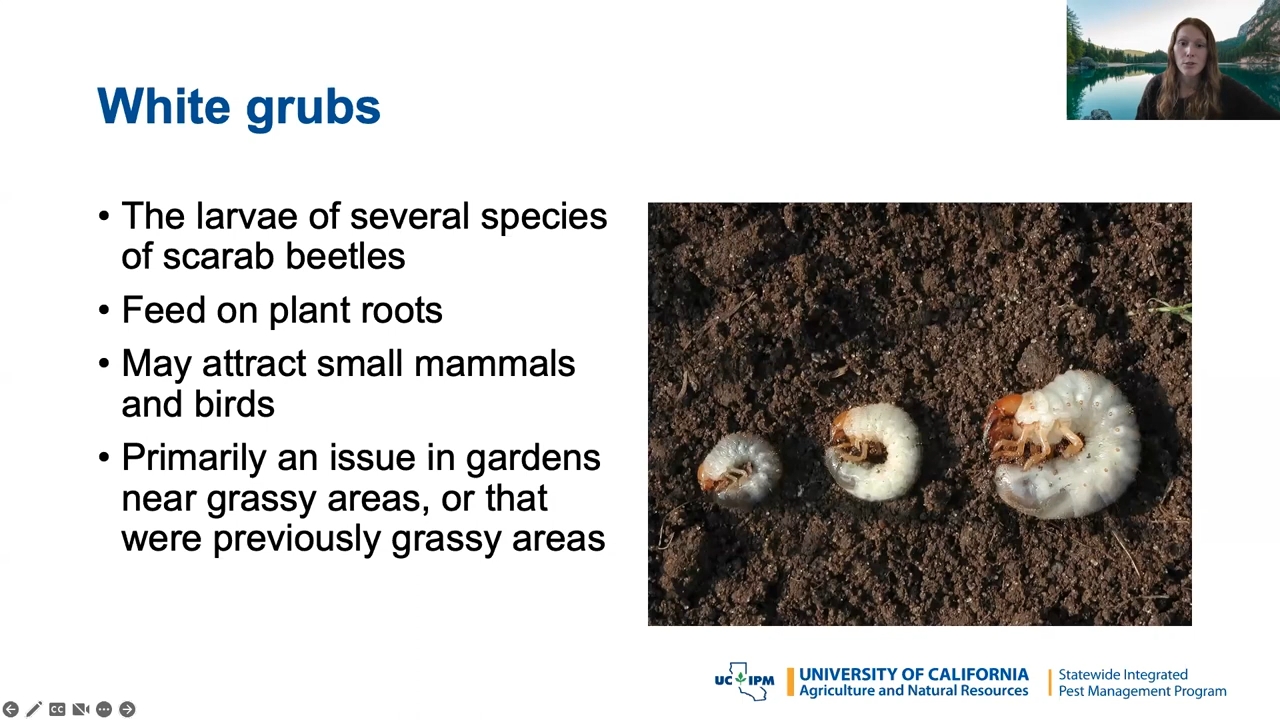 White grubs
• The larvae of several species
of scarab beetles
• Feed on plant roots
• May attract small mammals
and birds
• Primarily an issue in gardens
near grassy areas, or that
were previously grassy areas
UC IPM
UNIVERSITY OF CALIFORNIA
Agriculture and Natural Resources
Statewide Integrated
Pest Management Program
CC